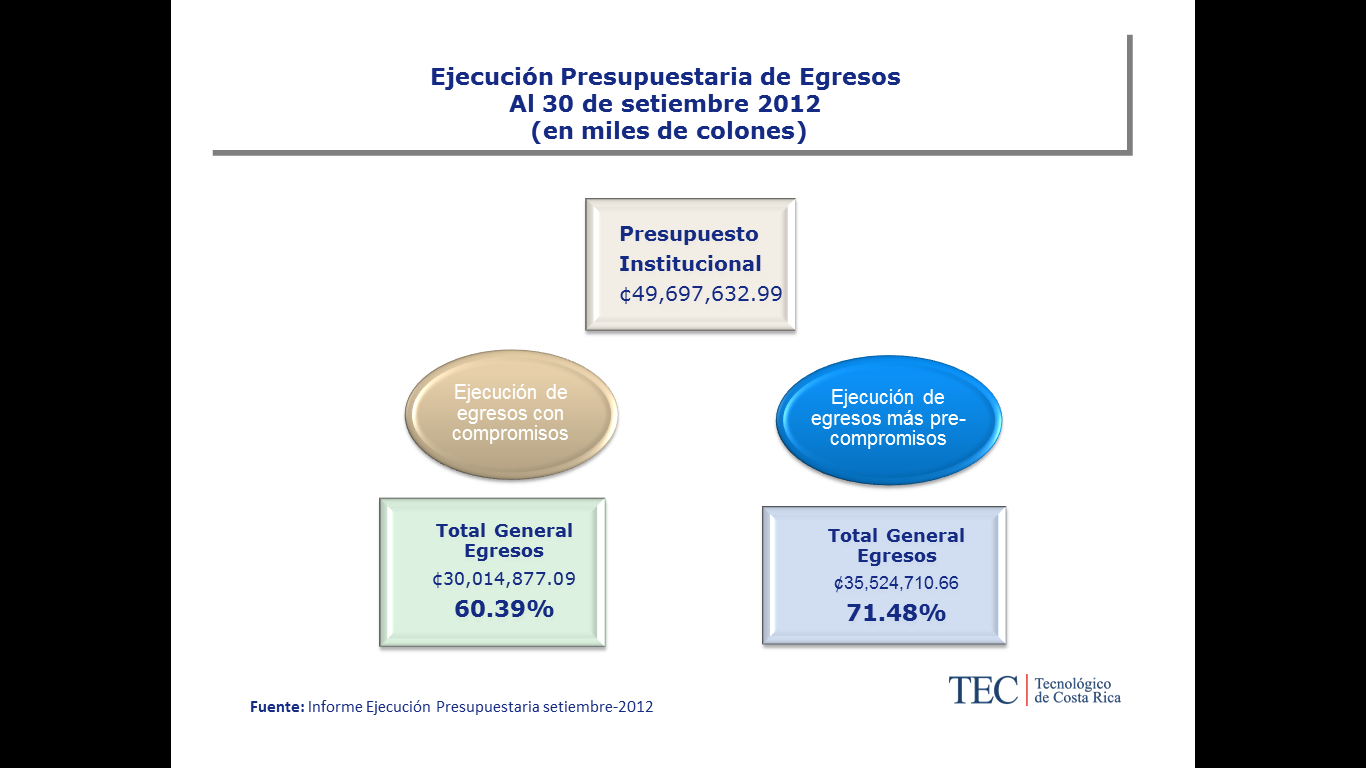 Ejecución Presupuestaria de Egresos
Al 30 de setiembre 2012
(en miles de colones)
Presupuesto
Institucional
¢49,697,632.99
Ejecución de
egresos con
compromisos
Ejecución de
egresos más pre-
compromisos
Total General
Egresos
¢30,014,877.09
60.39%
Total General
Egresos
¢35,524,710.66
71.48%
TEC
Tecnológico
de Costa Rica
Fuente: Informe Ejecución Presupuestaria setiembre-2012